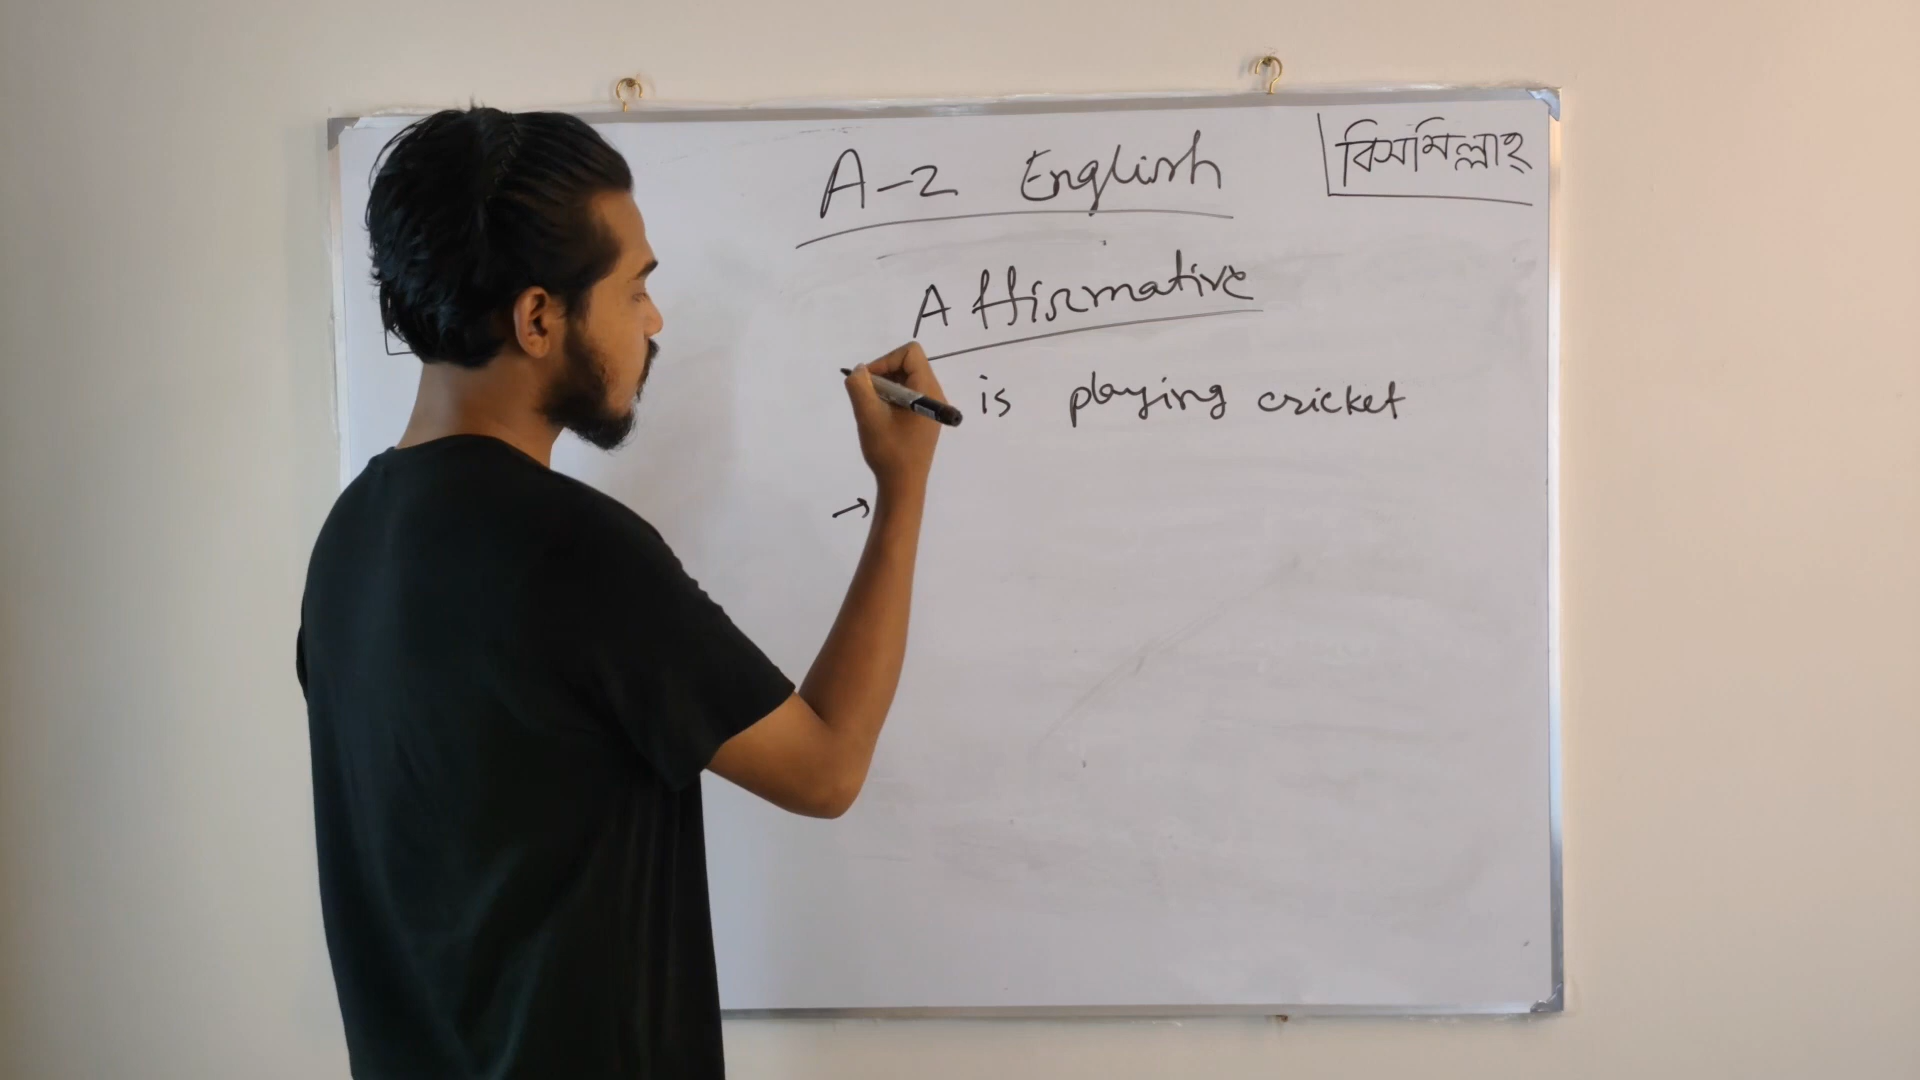 A-Z English
বিসমিল্লাহ্
Affirmative
is playing cricket
→